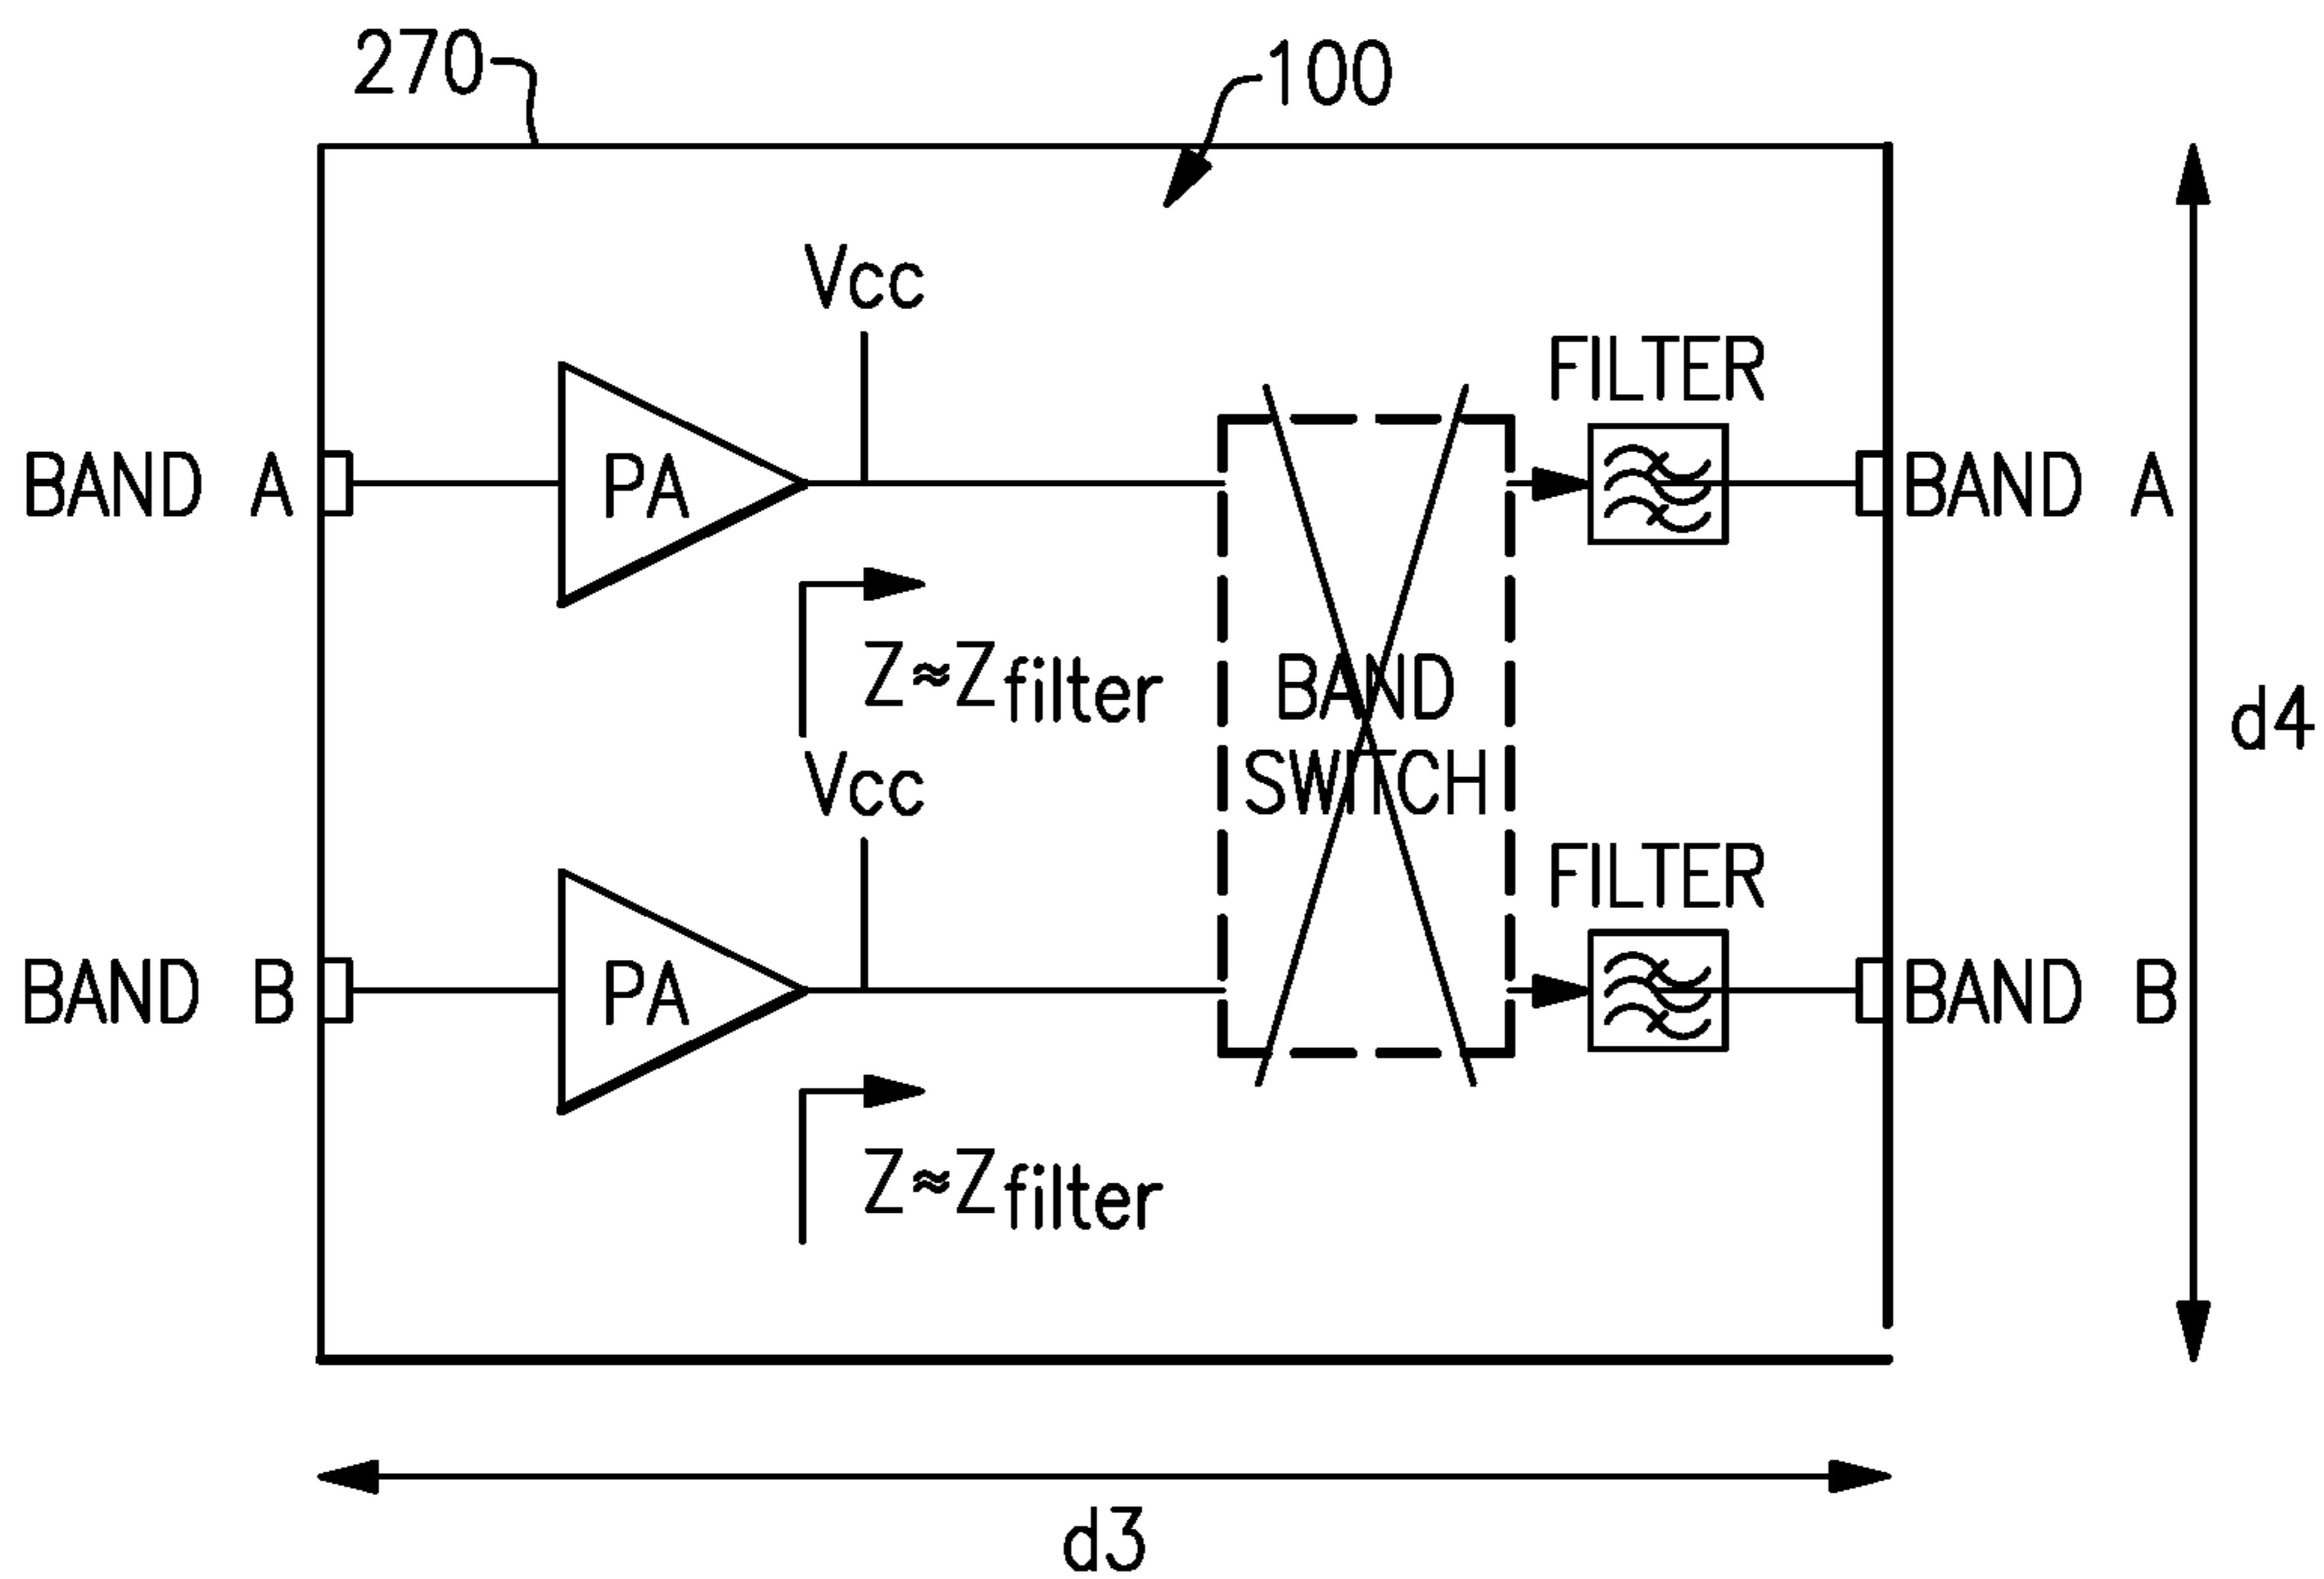 270
100
Vcc
FILTER
BAND A
PA
BAND A
Z≈Zfilter
BAND
SWITCH
d4
Vcc
FILTER
BAND B
PA
BAND B
Z≈Zfilter
d3